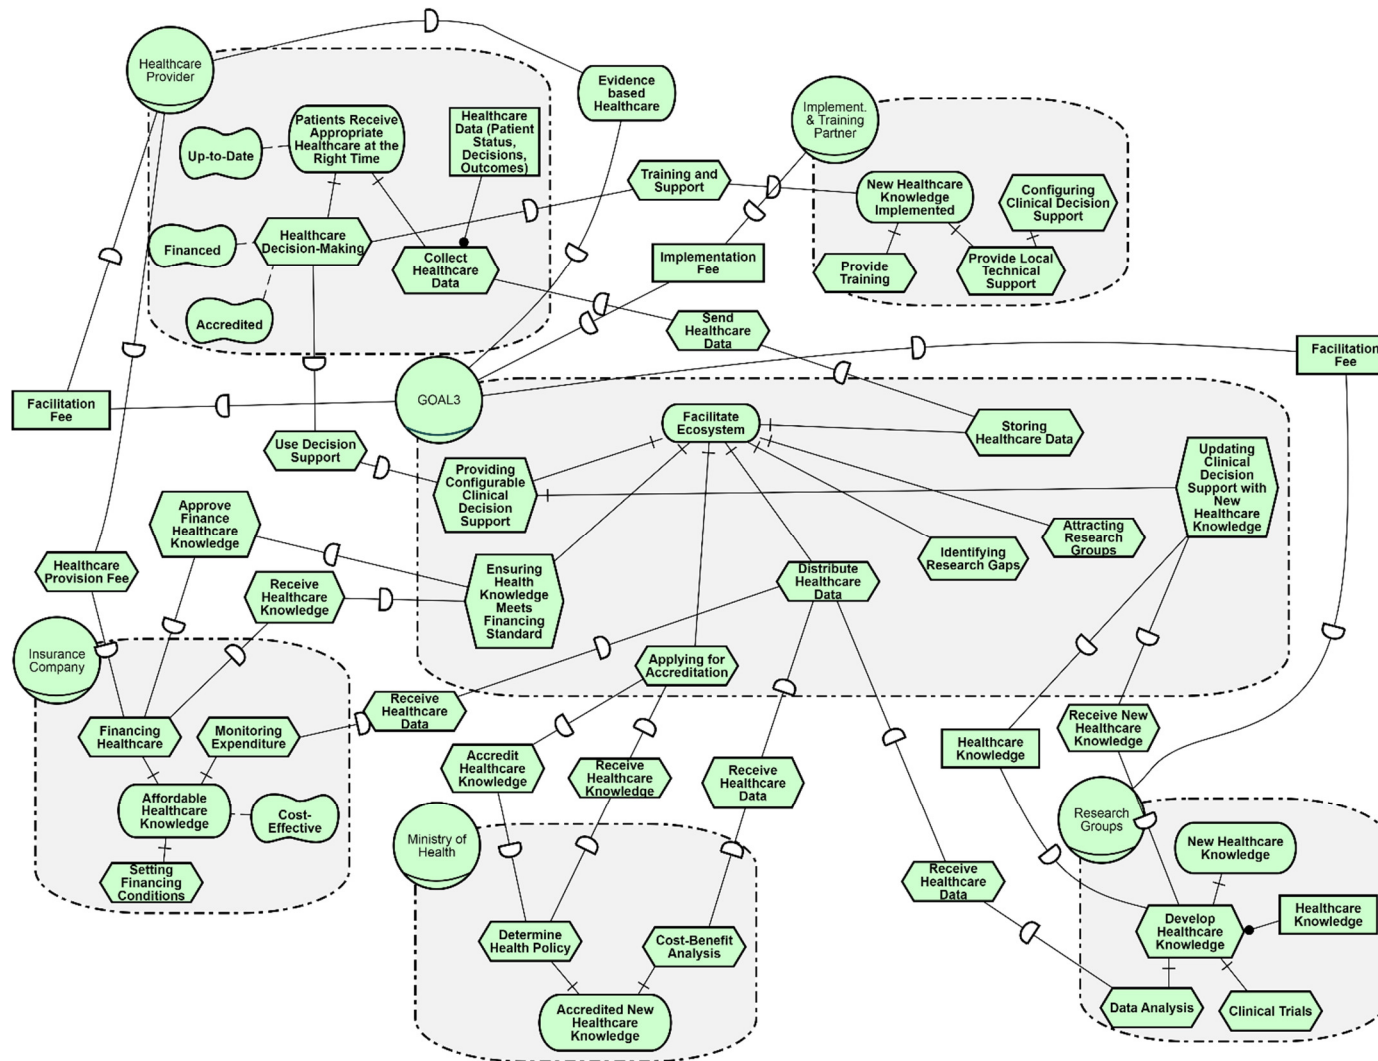 Healthcare
Provider
Evidence
based
Healthcare
Implement.
& Training
Partner
Patients Receive
Appropriate
Healthcare at the
Right Time
Healthcare
Data (Patient
Status,
Decisions,
Outcomes)
Up-to-Date
Training and
Support
New Healthcare
Knowledge
Implemented
Configuring
Clinical Decision
Support
Financed
Healthcare
Decision-Making
Collect
Healthcare
Data
Implementation
Fee
Provide
Training
Provide Local
Technical
Support
Accredited
Send
Healthcare
Data
Facilitation
Fee
Facilitation
Fee
GOAL3
Facilitate
Ecosystem
Storing
Healthcare Data
Use Decision
Support
Providing
Configurable
Clinical
Decision
Support
Updating
Clinical
Decision
Support with
New
Healthcare
Knowledge
Approve
Finance
Healthcare
Knowledge
Attracting
Research
Groups
Identifying
Research Gaps
Healthcare
Provision Fee
Receive
Healthcare
Knowledge
Ensuring
Health
Knowledge
Meets
Financing
Standard
Distribute
Healthcare
Data
Insurance
Company
Applying for
Accreditation
Receive
Healthcare
Data
Financing
Healthcare
Monitoring
Expenditure
Accredit
Healthcare
Knowledge
Receive
Healthcare
Knowledge
Receive
Healthcare
Data
Healthcare
Knowledge
Receive New
Healthcare
Knowledge
Affordable
Healthcare
Knowledge
Cost-
Effective
Ministry of
Health
Research
Groups
New Healthcare
Knowledge
Setting
Financing
Conditions
Receive
Healthcare
Data
Healthcare
Knowledge
Determine
Health Policy
Cost-Benefit
Analysis
Develop
Healthcare
Knowledge
Accredited New
Healthcare
Knowledge
Data Analysis
Clinical Trials